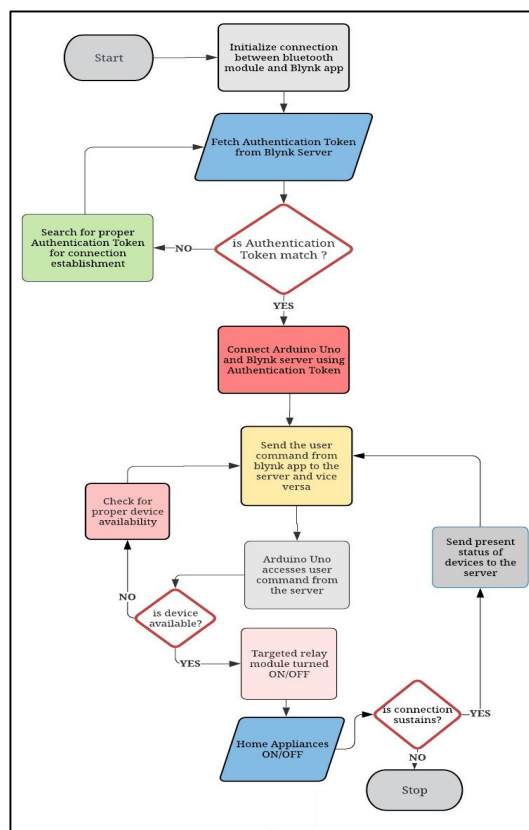 Start
Initialize connection
between bluetooth
module and Blynk app
Fetch Authentication Token
from Blynk Server
Search for proper
Authentication Token
for connection
establishment
NO
is Authentication
Token match ?
YES
Connect Arduino Uno
and Blynk server using
Authentication Token
Send the user
command from
blynk app to the
server and vice
versa
Check for
proper device
availability
Send present
status of
devices to the
server
Arduino Uno
accesses user
command from
the server
NO
is device
available?
YES
Targeted relay
module turned
ON/OFF
Home Appliances
ON/OFF
is connection
sustains?
YES
NO
Stop